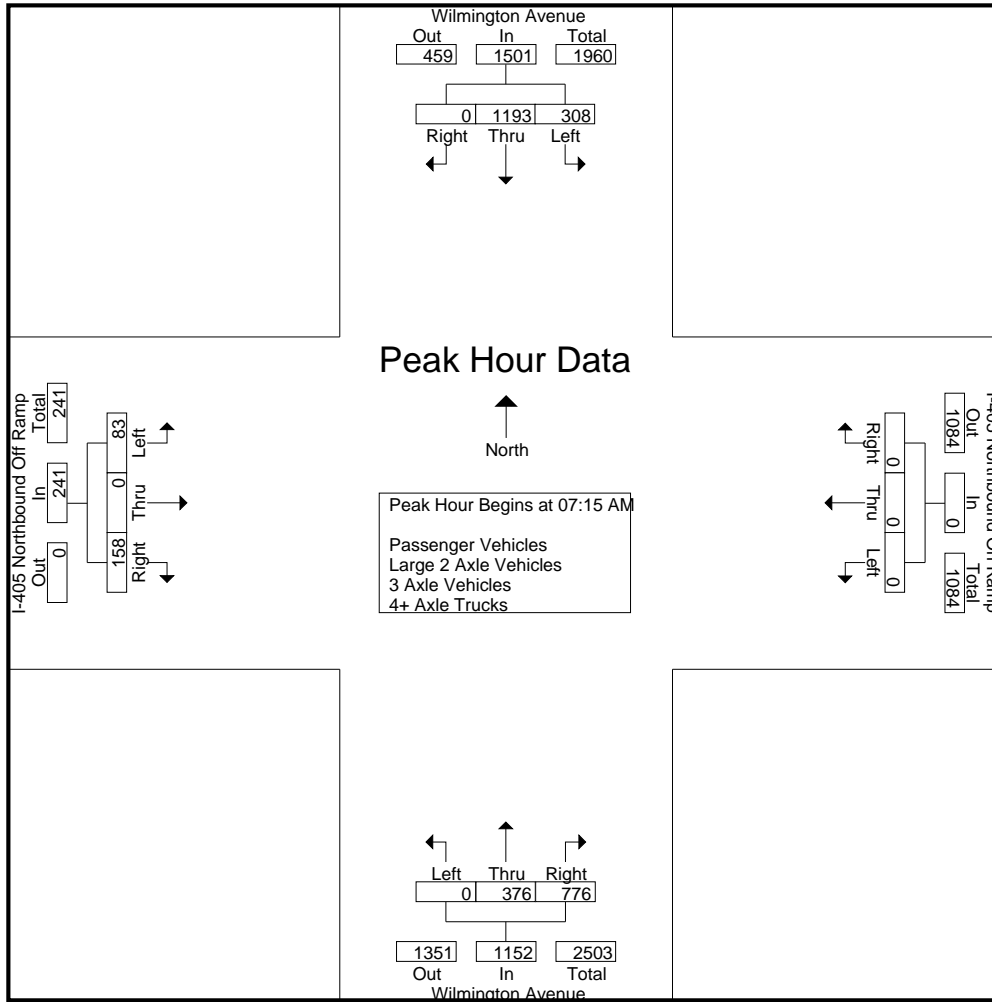 Wilmington Avenue
Out In Total
459 1501 1960
0 1193 308
Right Thru Left
Peak Hour Data
North
Peak Hour Begins at 07:15 AM
Passenger Vehicles
Large 2 Axle Vehicles
3 Axle Vehicles
4+ Axle Trucks
I-405 Northbound Off Ramp
Total In Out
241 241 0
83 0 158
Left Thru Right
I-405 Northbound On Ramp
Out In Total
1084 0 1084
0 0 0
Right Thru Left
Left Thru Right
0 376 776
1351 1152 2503
Out In Total
Wilmington Avenue